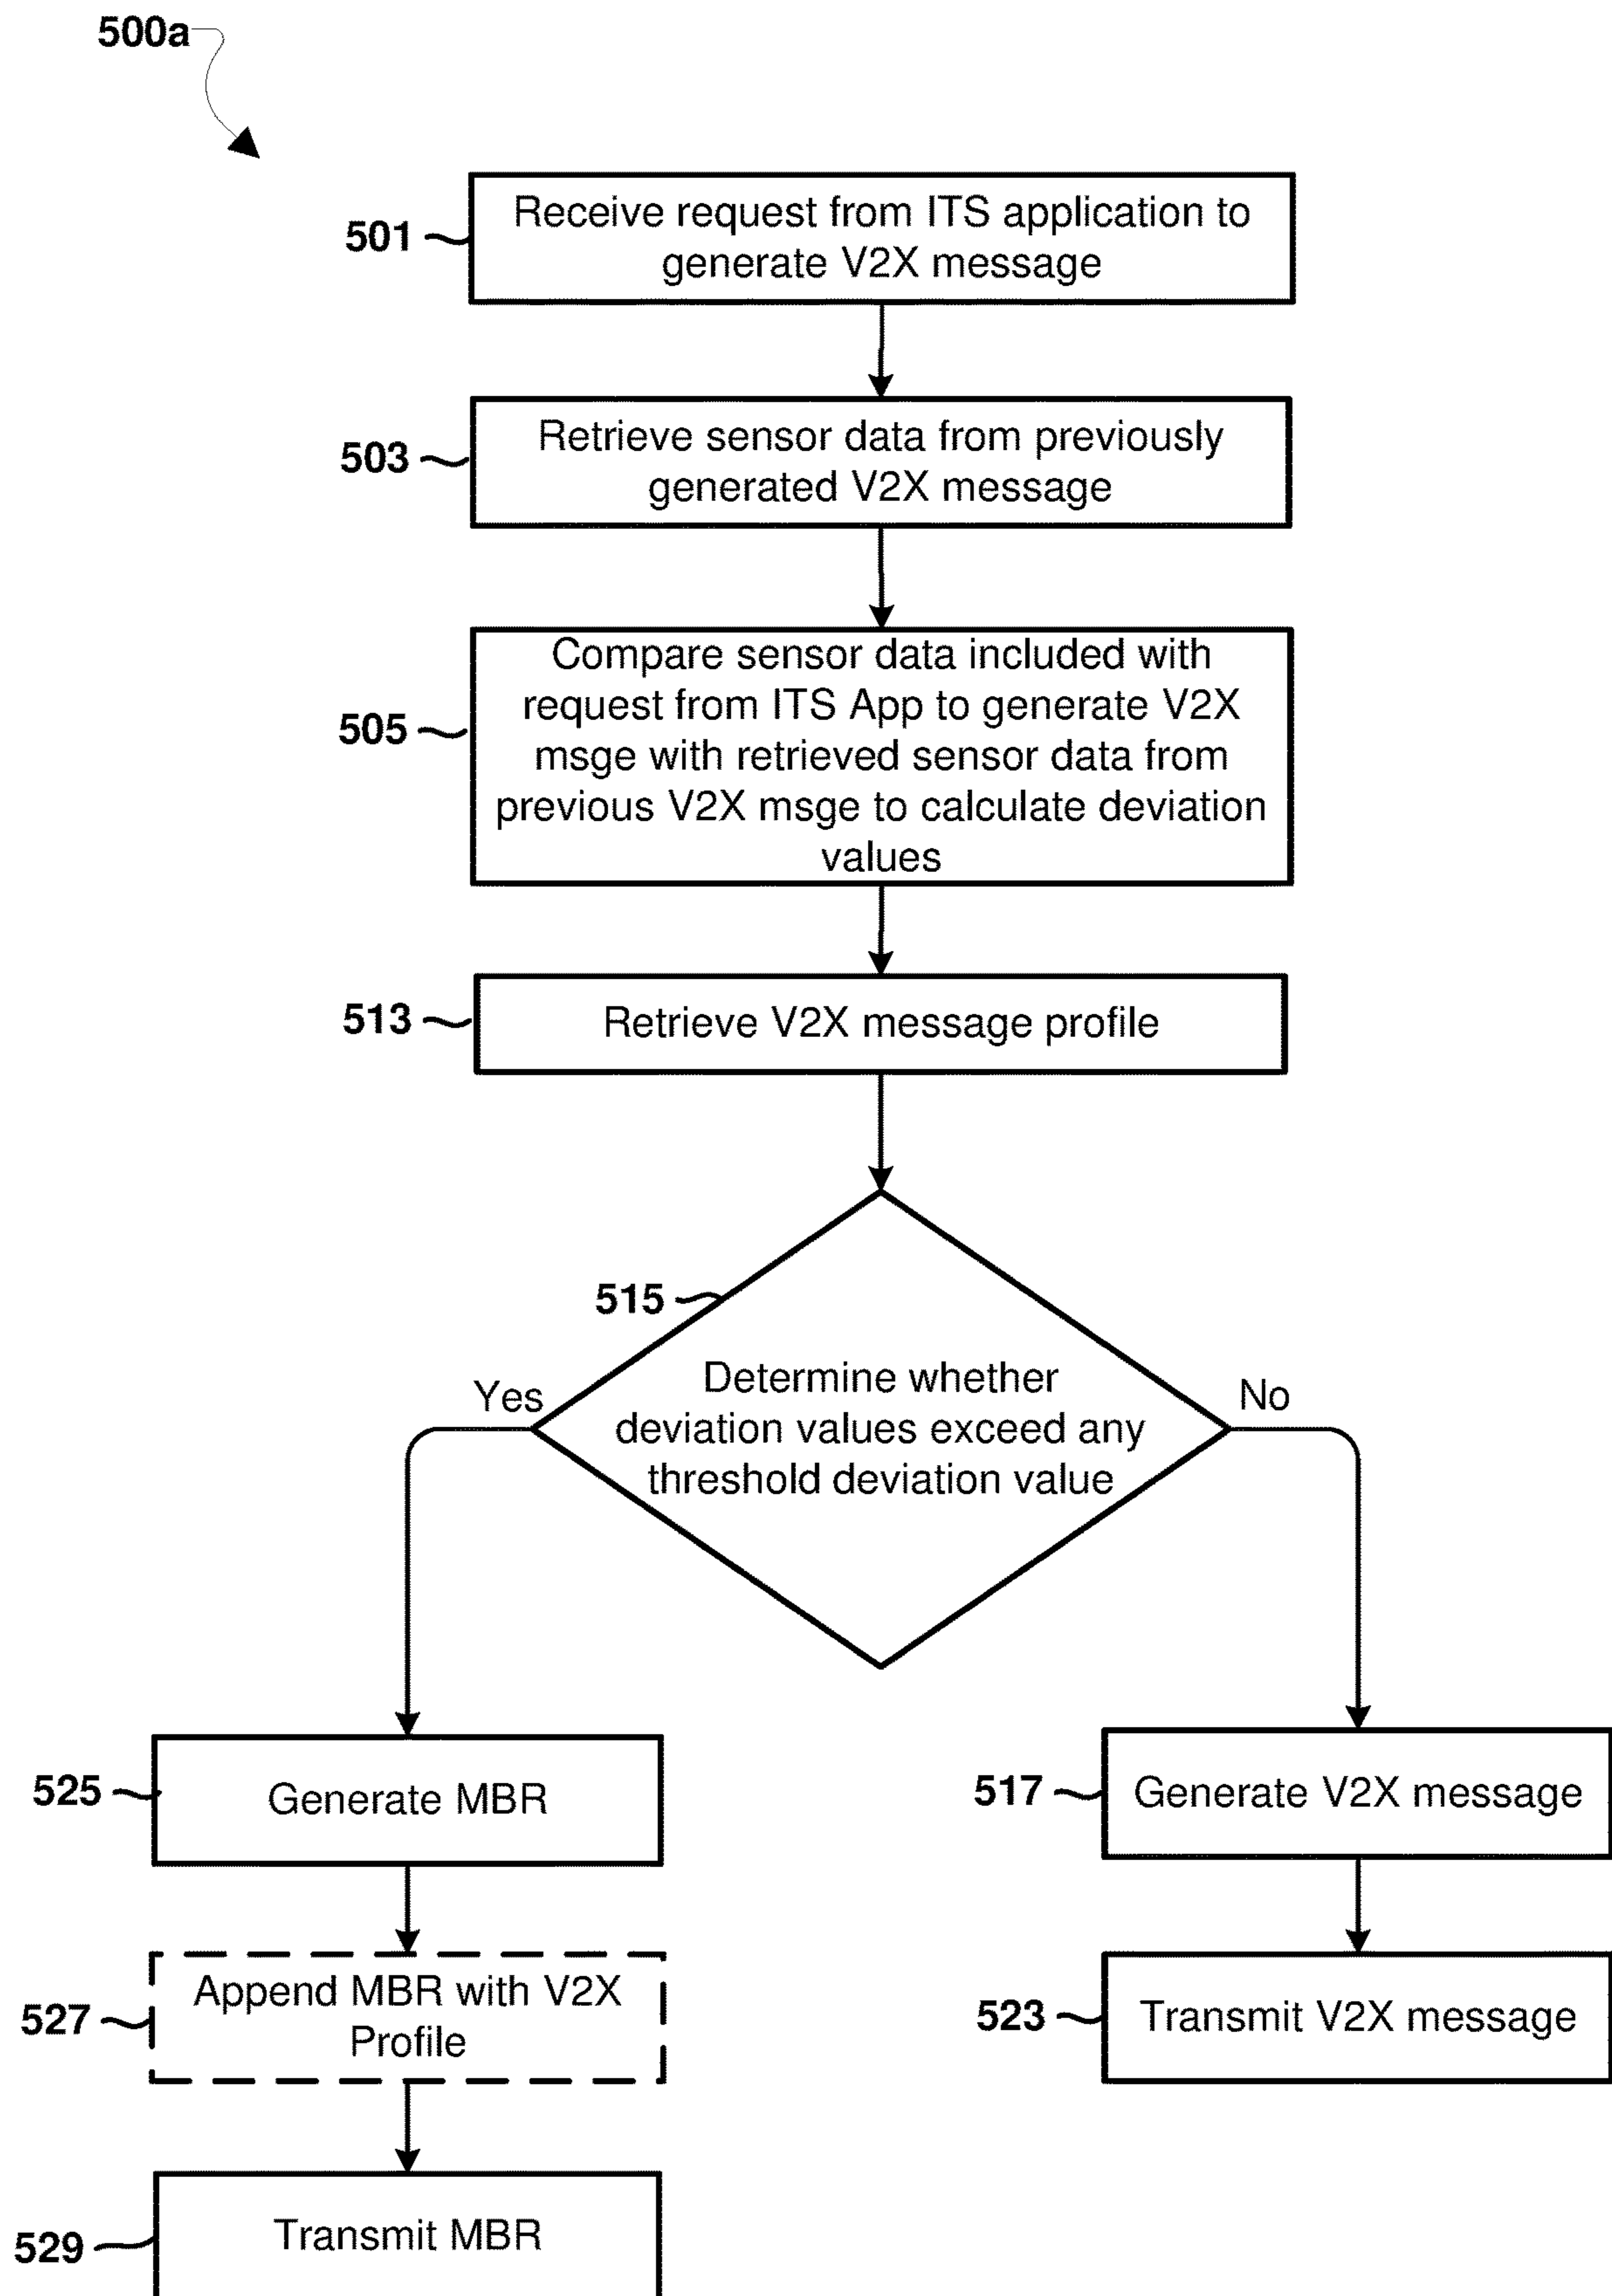 500a
501
Receive request from ITS application to
generate V2X message
503
Retrieve sensor data from previously
generated V2X message
505
Compare sensor data included with
request from ITS App to generate V2X
msge with retrieved sensor data from
previous V2X msge to calculate deviation
values
513
Retrieve V2X message profile
515
Determine whether
deviation values exceed any
threshold deviation value
Yes
No
525
Generate MBR
517
Generate V2X message
527
Append MBR with V2X
Profile
523
Transmit V2X message
529
Transmit MBR